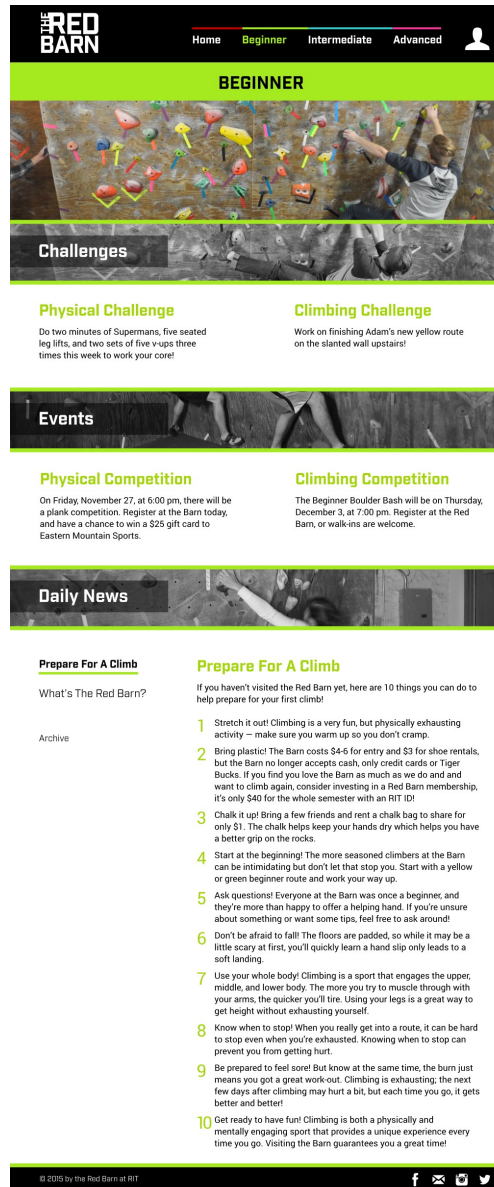 THE RED
BARN
Home Beginner Intermediate Advanced
BEGINNER
Challenges
Physical Challenge
Do two minutes of Supermans, five seated
leg lifts, and two sets of five v-ups three
times this week to work your core!
Climbing Challenge
Work on finishing Adam's new yellow route
on the slanted wall upstairs!
Events
Physical Competition
On Friday, November 27, at 6:00 pm, there will be
a plank competition. Register at the Barn today,
and have a chance to win a $25 gift card to
Eastern Mountain Sports.
Climbing Competition
The Beginner Boulder Bash will be on Thursday,
December 3, at 7:00 pm. Register at the Red
Barn, or walk-ins are welcome.
Daily News
Prepare For A Climb
What's The Red Barn?
Archive
Prepare For A Climb
If you haven't visited the Red Barn yet, here are 10 things you can do to
help prepare for your first climb!
1 Stretch it out! Climbing is a very fun, but physically exhausting
activity — make sure you warm up so you don't cramp.
2 Bring plastic! The Barn costs $4-6 for entry and $3 for shoe rentals,
but the Barn no longer accepts cash, only credit cards or Tiger
Bucks. If you find you love the Barn as much as we do and and
want to climb again, consider investing in a Red Barn membership,
it's only $40 for the whole semester with an RIT ID!
3 Chalk it up! Bring a few friends and rent a chalk bag to share for
only $1. The chalk helps keep your hands dry which helps you have
a better grip on the rocks.
4 Start at the beginning! The more seasoned climbers at the Barn
can be intimidating but don't let that stop you. Start with a yellow
or green beginner route and work your way up.
5 Ask questions! Everyone at the Barn was once a beginner, and
they're more than happy to offer a helping hand. If you're unsure
about something or want some tips, feel free to ask around!
6 Don't be afraid to fall! The floors are padded, so while it may be a
little scary at first, you'll quickly learn a hand slip only leads to a
soft landing.
7 Use your whole body! Climbing is a sport that engages the upper,
middle, and lower body. The more you try to muscle through with
your arms, the quicker you'll tire. Using your legs is a great way to
get height without exhausting yourself.
8 Know when to stop! When you really get into a route, it can be hard
to stop even when you're exhausted. Knowing when to stop can
prevent you from getting hurt.
9 Be prepared to feel sore! But know at the same time, the burn just
means you got a great work-out. Climbing is exhausting; the next
few days after climbing may hurt a bit, but each time you go, it gets
better and better!
10 Get ready to have fun! Climbing is both a physically and
mentally engaging sport that provides a unique experience every
time you go. Visiting the Barn guarantees you a great time!
© 2015 by the Red Barn at RIT